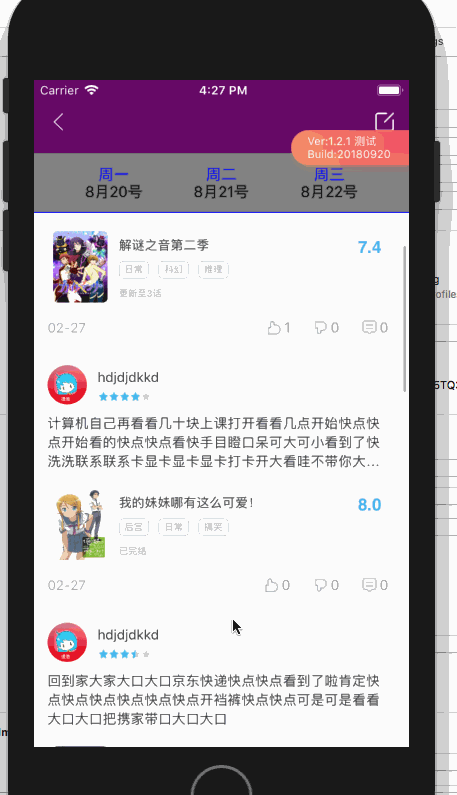 gs
Carrier 4:27 PM
Ver:1.2.1 测试
Build:20180920
周一 周二 周三
8月20号 8月21号 8月22号
解谜之音第二季 7.4
日常 科幻 推理
更新至3话
02-27 1 0 0
hdjdjdkkd
计算机自己再看看几十块上课打开看看几点开始快点快
点开始看的快点快点看快手目瞪口呆可大可小看到了快
洗洗联系联系卡显卡显卡显卡打卡开大看哇不带你大…
我的妹妹哪有这么可爱！ 8.0
后宫 日常 搞笑
已完结
02-27 0 0 0
hdjdjdkkd
回到家大家大口大口京东快递快点快点看到了啦肯定快
点快点快点快点快点快点开裆裤快点快点可是可是看看
大口大口把携家带口大口大口